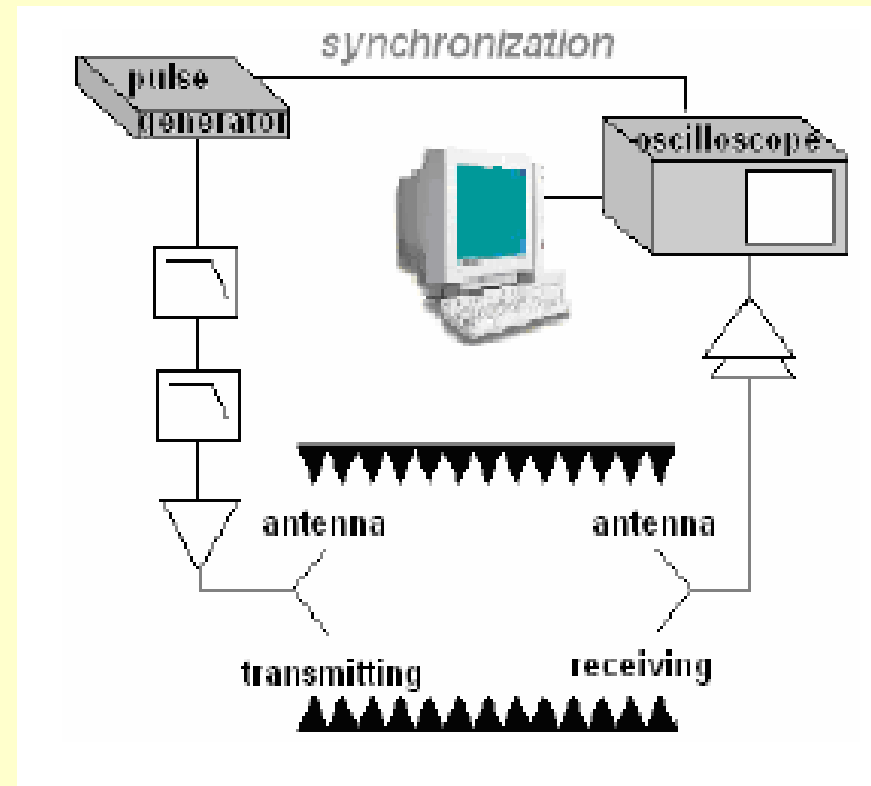 synchronization
pulse
generator
oscilloscope
antenna
antenna
transmitting
receiving